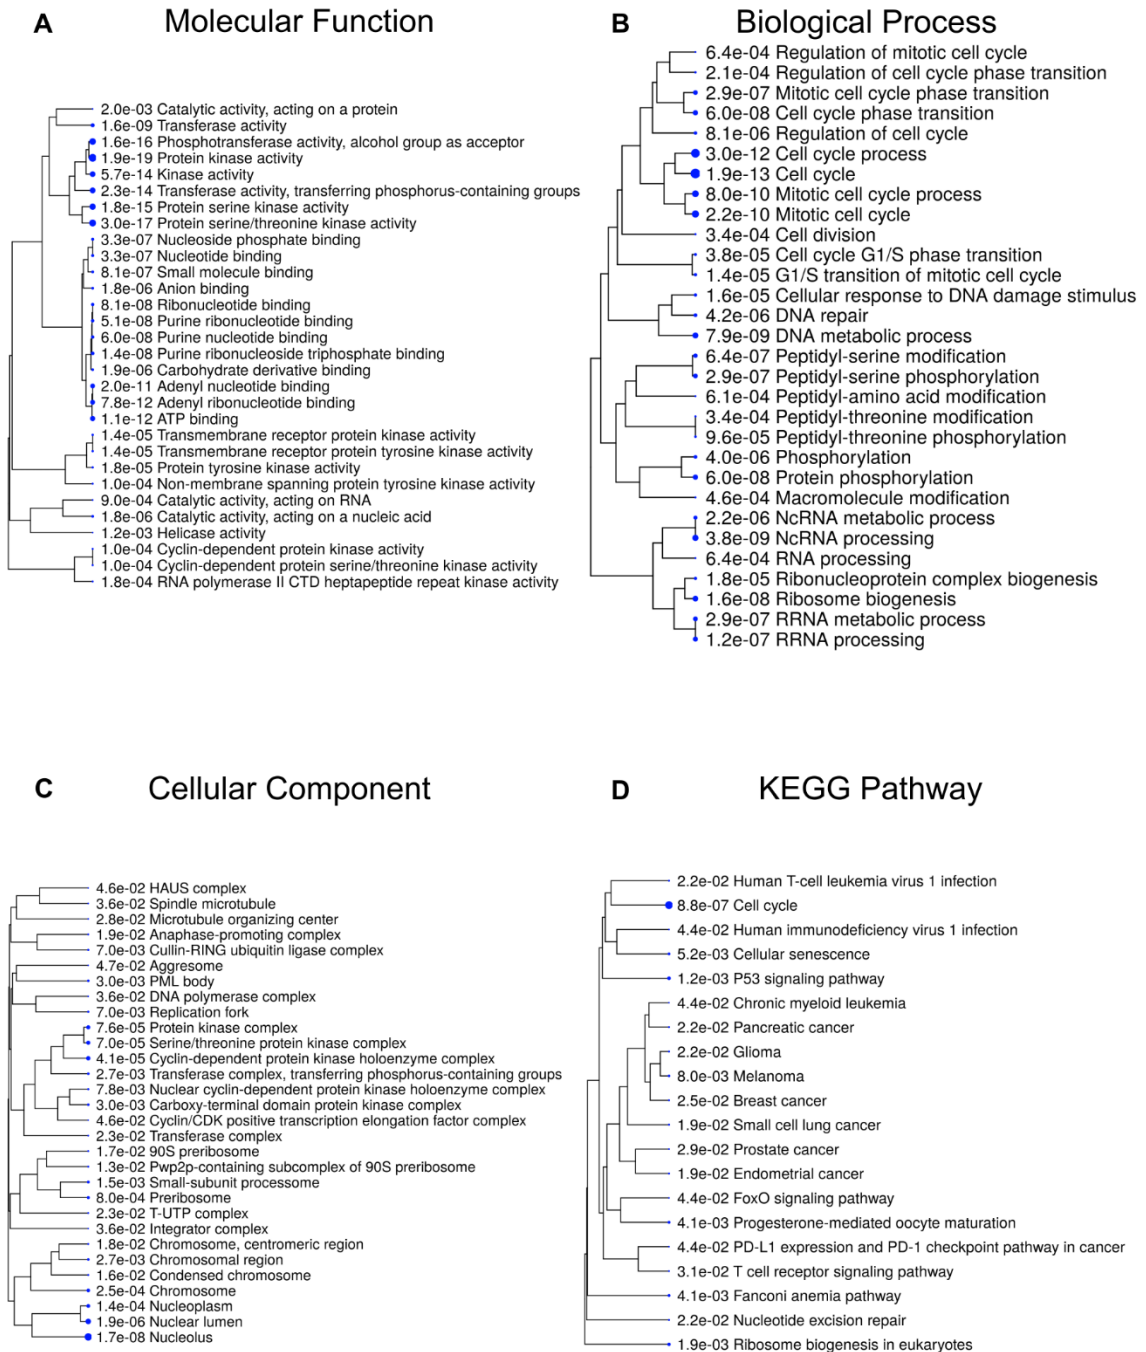 A Molecular Function
2.0e-03 Catalytic activity, acting on a protein
1.6e-09 Transferase activity
1.6e-16 Phosphotransferase activity, alcohol group as acceptor
1.9e-19 Protein kinase activity
5.7e-14 Kinase activity
2.3e-14 Transferase activity, transferring phosphorus-containing groups
1.8e-15 Protein serine kinase activity
3.0e-17 Protein serine/threonine kinase activity
3.3e-07 Nucleoside phosphate binding
3.3e-07 Nucleotide binding
8.1e-07 Small molecule binding
1.8e-06 Anion binding
8.1e-08 Ribonucleotide binding
5.1e-08 Purine ribonucleotide binding
6.0e-08 Purine nucleotide binding
1.4e-08 Purine ribonucleoside triphosphate binding
1.9e-06 Carbohydrate derivative binding
2.0e-11 Adenyl nucleotide binding
7.8e-12 Adenyl ribonucleotide binding
1.1e-12 ATP binding
1.4e-05 Transmembrane receptor protein kinase activity
1.4e-05 Transmembrane receptor protein tyrosine kinase activity
1.8e-05 Protein tyrosine kinase activity
1.0e-04 Non-membrane spanning protein tyrosine kinase activity
9.0e-04 Catalytic activity, acting on RNA
1.8e-06 Catalytic activity, acting on a nucleic acid
1.2e-03 Helicase activity
1.0e-04 Cyclin-dependent protein kinase activity
1.0e-04 Cyclin-dependent protein serine/threonine kinase activity
1.8e-04 RNA polymerase II CTD heptapeptide repeat kinase activity
B Biological Process
6.4e-04 Regulation of mitotic cell cycle
2.1e-04 Regulation of cell cycle phase transition
2.9e-07 Mitotic cell cycle phase transition
6.0e-08 Cell cycle phase transition
8.1e-06 Regulation of cell cycle
3.0e-12 Cell cycle process
1.9e-13 Cell cycle
8.0e-10 Mitotic cell cycle process
2.2e-10 Mitotic cell cycle
3.4e-04 Cell division
3.8e-05 Cell cycle G1/S phase transition
1.4e-05 G1/S transition of mitotic cell cycle
1.6e-05 Cellular response to DNA damage stimulus
4.2e-06 DNA repair
7.9e-09 DNA metabolic process
6.4e-07 Peptidyl-serine modification
2.9e-07 Peptidyl-serine phosphorylation
6.1e-04 Peptidyl-amino acid modification
3.4e-04 Peptidyl-threonine modification
9.6e-05 Peptidyl-threonine phosphorylation
4.0e-06 Phosphorylation
6.0e-08 Protein phosphorylation
4.6e-04 Macromolecule modification
2.2e-06 NcRNA metabolic process
3.8e-09 NcRNA processing
6.4e-04 RNA processing
1.8e-05 Ribonucleoprotein complex biogenesis
1.6e-08 Ribosome biogenesis
2.9e-07 RRNA metabolic process
1.2e-07 RRNA processing
C Cellular Component
4.6e-02 HAUS complex
3.6e-02 Spindle microtubule
2.8e-02 Microtubule organizing center
1.9e-02 Anaphase-promoting complex
7.0e-03 Cullin-RING ubiquitin ligase complex
4.7e-02 Aggresome
3.0e-03 PML body
3.6e-02 DNA polymerase complex
7.0e-03 Replication fork
7.6e-05 Protein kinase complex
7.0e-05 Serine/threonine protein kinase complex
4.1e-05 Cyclin-dependent protein kinase holoenzyme complex
2.7e-03 Transferase complex, transferring phosphorus-containing groups
7.8e-03 Nuclear cyclin-dependent protein kinase holoenzyme complex
3.0e-03 Carboxy-terminal domain protein kinase complex
4.6e-02 Cyclin/CDK positive transcription elongation factor complex
2.3e-02 Transferase complex
1.7e-02 90S preribosome
1.3e-02 Pwp2p-containing subcomplex of 90S preribosome
1.5e-03 Small-subunit processome
8.0e-04 Preribosome
2.3e-02 T-UTP complex
3.6e-02 Integrator complex
1.8e-02 Chromosome, centromeric region
2.7e-03 Chromosomal region
1.6e-02 Condensed chromosome
2.5e-04 Chromosome
1.4e-04 Nucleoplasm
1.9e-06 Nuclear lumen
1.7e-08 Nucleolus
D KEGG Pathway
2.2e-02 Human T-cell leukemia virus 1 infection
8.8e-07 Cell cycle
4.4e-02 Human immunodeficiency virus 1 infection
5.2e-03 Cellular senescence
1.2e-03 P53 signaling pathway
4.4e-02 Chronic myeloid leukemia
2.2e-02 Pancreatic cancer
2.2e-02 Glioma
8.0e-03 Melanoma
2.5e-02 Breast cancer
1.9e-02 Small cell lung cancer
2.9e-02 Prostate cancer
1.9e-02 Endometrial cancer
4.4e-02 FoxO signaling pathway
4.1e-03 Progesterone-mediated oocyte maturation
4.4e-02 PD-L1 expression and PD-1 checkpoint pathway in cancer
3.1e-02 T cell receptor signaling pathway
4.1e-03 Fanconi anemia pathway
2.2e-02 Nucleotide excision repair
1.9e-03 Ribosome biogenesis in eukaryotes